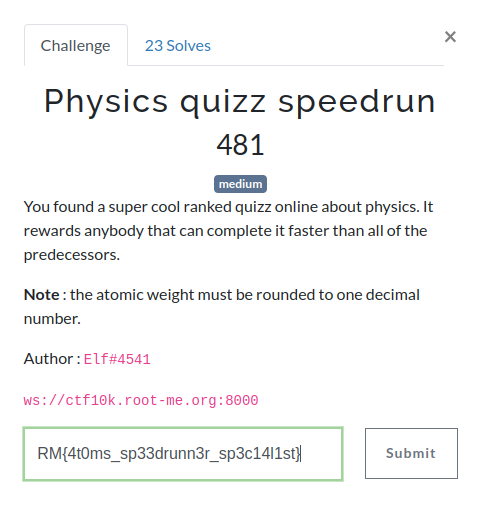 Challenge
23 Solves
×
Physics quizz speedrun
481
medium
You found a super cool ranked quizz online about physics. It
rewards anybody that can complete it faster than all of the
predecessors.
Note : the atomic weight must be rounded to one decimal
number.
Author : Elf#4541
ws://ctf10k.root-me.org:8000
RM{4t0ms_sp33drunn3r_sp3c14l1st}
Submit